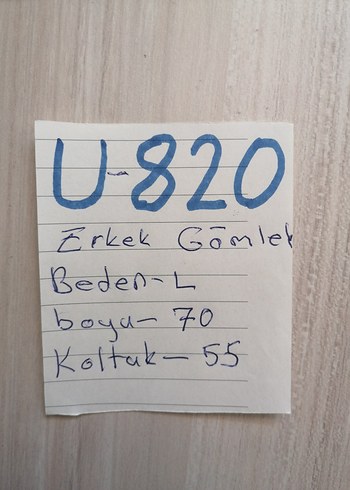 U-820
Erkek Gömlek
Beden-L
boyu-70
Koltuk-55